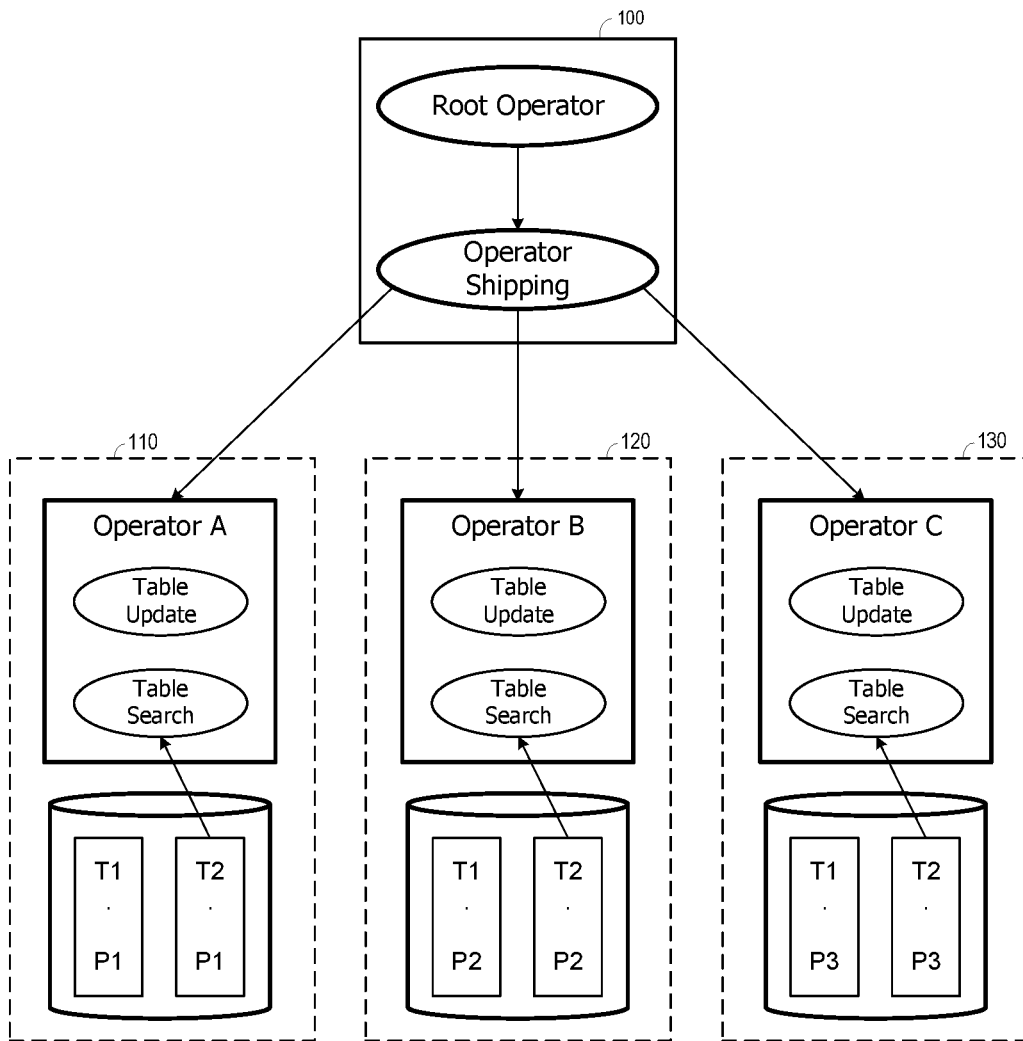 100
Root Operator
Operator
Shipping
110
120
130
Operator A
Table
Update
Table
Search
Operator B
Table
Update
Table
Search
Operator C
Table
Update
Table
Search
T1
.
P1
T2
.
P1
T1
.
P2
T2
.
P2
T1
.
P3
T2
.
P3